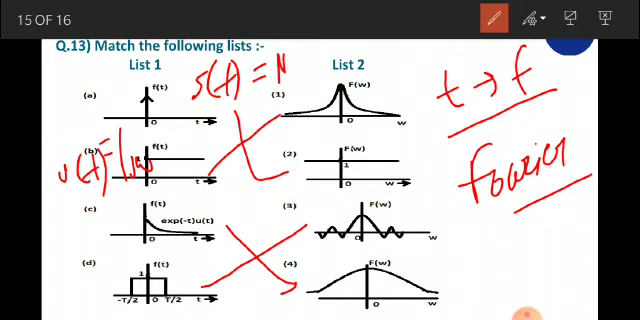 15 OF 16
Q.13) Match the following lists :-
List 1
List 2
(a)
f(t)
0
t
(1)
F(w)
0
w
(b)
f(t)
0
t
(2)
F(w)
1
0
w
(c)
f(t)
exp(-t)u(t)
0
t
(3)
F(w)
0
w
(d)
f(t)
1
-T/2
0
T/2
t
(4)
F(w)
0
w
t → f
Fourier